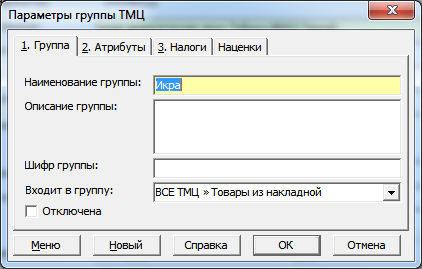 Параметры группы ТМЦ
1. Группа 2. Атрибуты 3. Налоги Наценки
Наименование группы: Икра
Описание группы:
Шифр группы:
Входит в группу: ВСЕ ТМЦ » Товары из накладной
Отключена
Меню Новый Справка OK Отмена